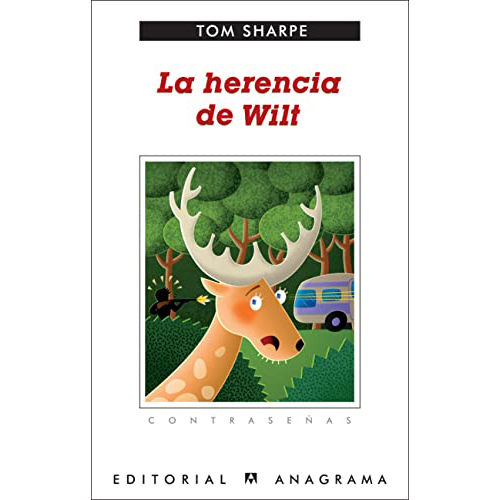 TOM SHARPE
La herencia
de Wilt
CONTRASEÑAS
EDITORIAL ANAGRAMA